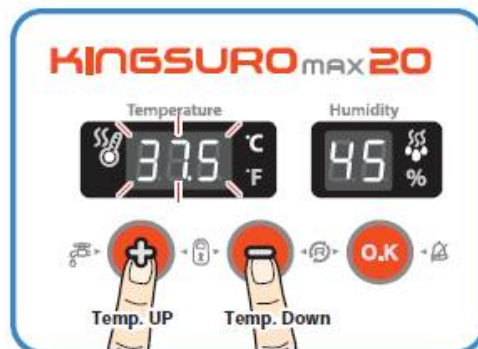 KINGSURO MAX 20
Temperature Humidity
37.5 °C °F 45 %
+ - O.K
Temp. UP Temp. Down